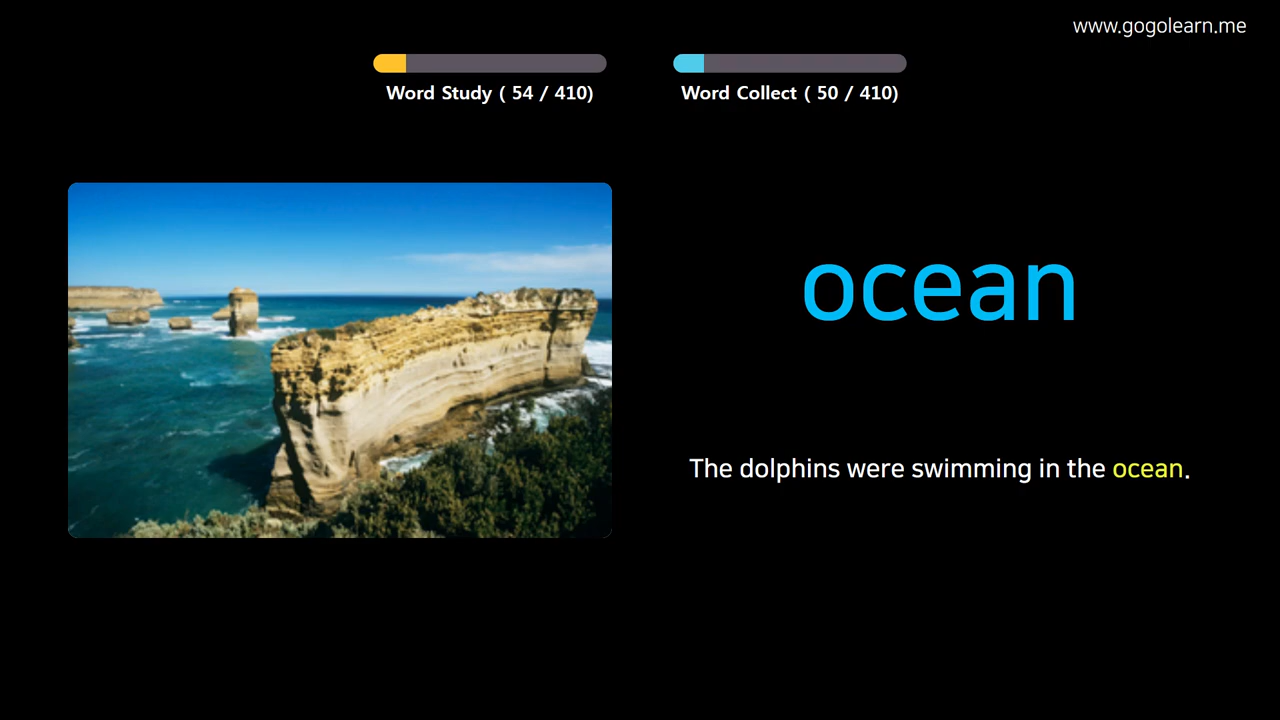 www.gogolearn.me
Word Study ( 54 / 410)
Word Collect ( 50 / 410)
ocean
The dolphins were swimming in the ocean.